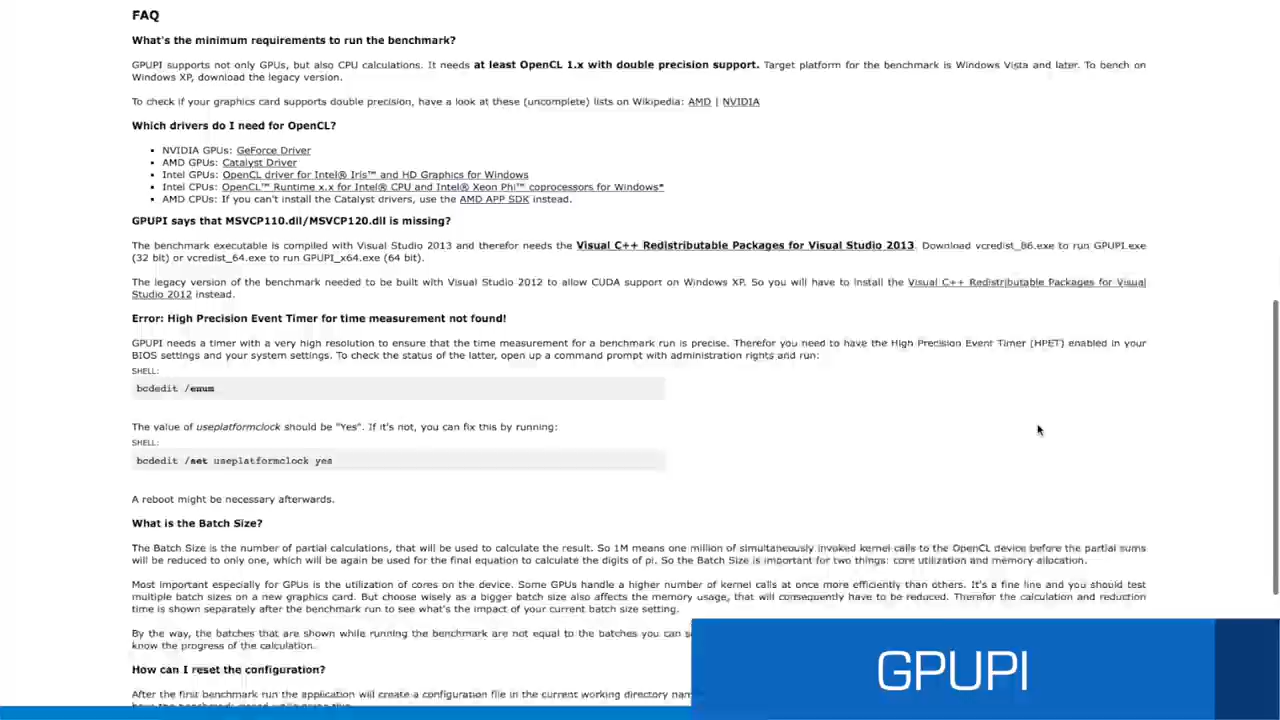 FAQ
What's the minimum requirements to run the benchmark?
GPUPI supports not only GPUs, but also CPU calculations. It needs at least OpenCL 1.x with double precision support. Target platform for the benchmark is Windows Vista and later. To bench on
Windows XP, download the legacy version.
To check if your graphics card supports double precision, have a look at these (uncomplete) lists on Wikipedia: AMD | NVIDIA
Which drivers do I need for OpenCL?
NVIDIA GPUs: GeForce Driver
AMD GPUs: Catalyst Driver
Intel GPUs: OpenCL driver for Intel® Iris™ and HD Graphics for Windows
Intel CPUs: OpenCL™ Runtime x.x for Intel® CPU and Intel® Xeon Phi™ coprocessors for Windows*
AMD CPUs: If you can't install the Catalyst drivers, use the AMD APP SDK instead.
GPUPI says that MSVCP110.dll/MSVCP120.dll is missing?
The benchmark executable is compiled with Visual Studio 2013 and therefor needs the Visual C++ Redistributable Packages for Visual Studio 2013. Download vcredist_86.exe to run GPUPI.exe
(32 bit) or vcredist_64.exe to run GPUPI_x64.exe (64 bit).
The legacy version of the benchmark needed to be built with Visual Studio 2012 to allow CUDA support on Windows XP. So you will have to install the Visual C++ Redistributable Packages for Visual
Studio 2012 instead.
Error: High Precision Event Timer for time measurement not found!
GPUPI needs a timer with a very high resolution to ensure that the time measurement for a benchmark run is precise. Therefor you need to have the High Precision Event Timer (HPET) enabled in your
BIOS settings and your system settings. To check the status of the latter, open up a command prompt with administration rights and run:
SHELL:
bcdedit /enum
The value of useplatformclock should be "Yes". If it's not, you can fix this by running:
SHELL:
bcdedit /set useplatformclock yes
A reboot might be necessary afterwards.
What is the Batch Size?
The Batch Size is the number of partial calculations, that will be used to calculate the result. So 1M means one million of simultaneously invoked kernel calls to the OpenCL device before the partial sums
will be reduced to only one, which will be again be used for the final equation to calculate the digits of pi. So the Batch Size is important for two things: core utilization and memory allocation.
Most important especially for GPUs is the utilization of cores on the device. Some GPUs handle a higher number of kernel calls at once more efficiently than others. It's a fine line and you should test
multiple batch sizes on a new graphics card. But choose wisely as a bigger batch size also affects the memory usage, that will consequently have to be reduced. Therefor the calculation and reduction
time is shown separately after the benchmark run to see what's the impact of your current batch size setting.
By the way, the batches that are shown while running the benchmark are not equal to the batches you can
know the progress of the calculation.
How can I reset the configuration?
After the first benchmark run the application will create a configuration file in the current working directory
GPUPI